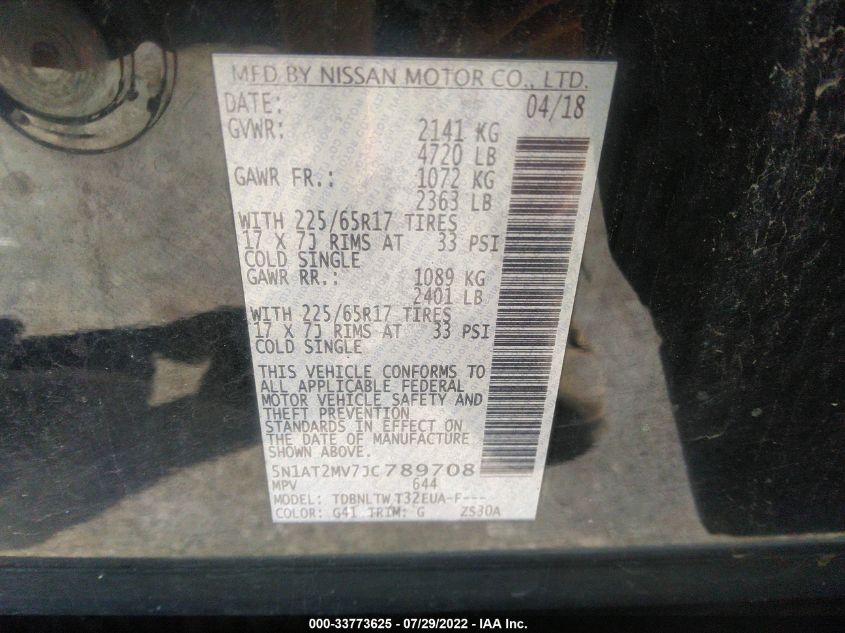 MFD BY NISSAN MOTOR CO., LTD.
DATE: 04/18
GVWR: 2141 KG
4720 LB
GAWR FR.: 1072 KG
2363 LB
WITH 225/65R17 TIRES
17 X 7J RIMS AT 33 PSI
COLD SINGLE
GAWR RR.: 1089 KG
2401 LB
WITH 225/65R17 TIRES
17 X 7J RIMS AT 33 PSI
COLD SINGLE
THIS VEHICLE CONFORMS TO
ALL APPLICABLE FEDERAL
MOTOR VEHICLE SAFETY AND
THEFT PREVENTION
STANDARDS IN EFFECT ON
THE DATE OF MANUFACTURE
SHOWN ABOVE.
5N1AT2MV7JC789708
MPV 644
MODEL: TDBNLTW T32EUA-F---
COLOR: G41 TRIM: G ZS30A
000-33773625 - 07/29/2022 - IAA Inc.